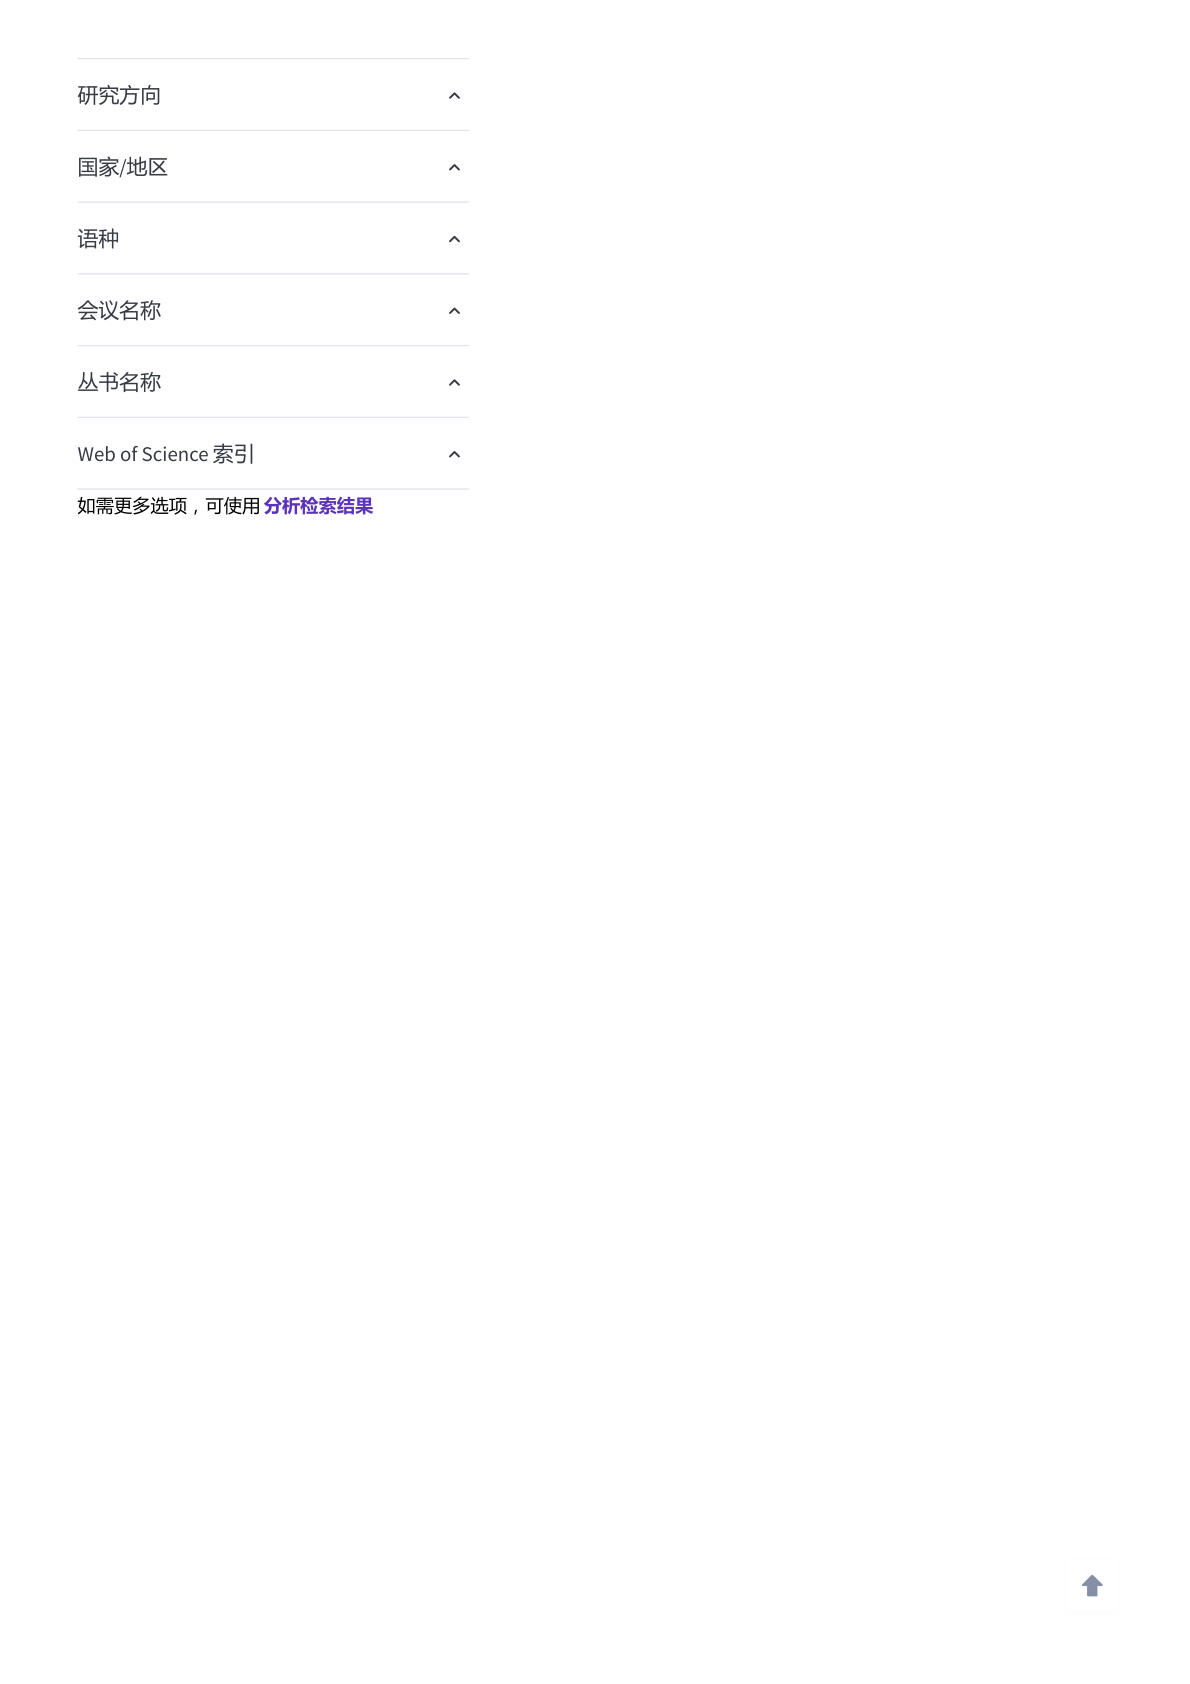 研究方向
国家/地区
语种
会议名称
丛书名称
Web of Science 索引
如需更多选项，可使用 分析检索结果